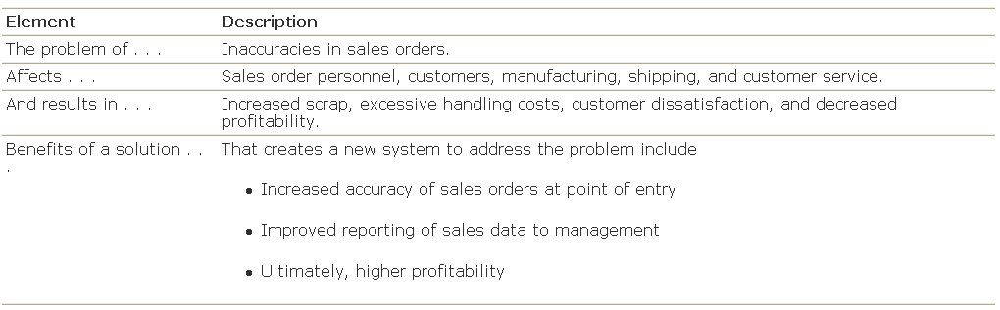 Element Description
The problem of . . . Inaccuracies in sales orders.
Affects . . . Sales order personnel, customers, manufacturing, shipping, and customer service.
And results in . . . Increased scrap, excessive handling costs, customer dissatisfaction, and decreased
profitability.
Benefits of a solution . . That creates a new system to address the problem include
.
• Increased accuracy of sales orders at point of entry
• Improved reporting of sales data to management
• Ultimately, higher profitability